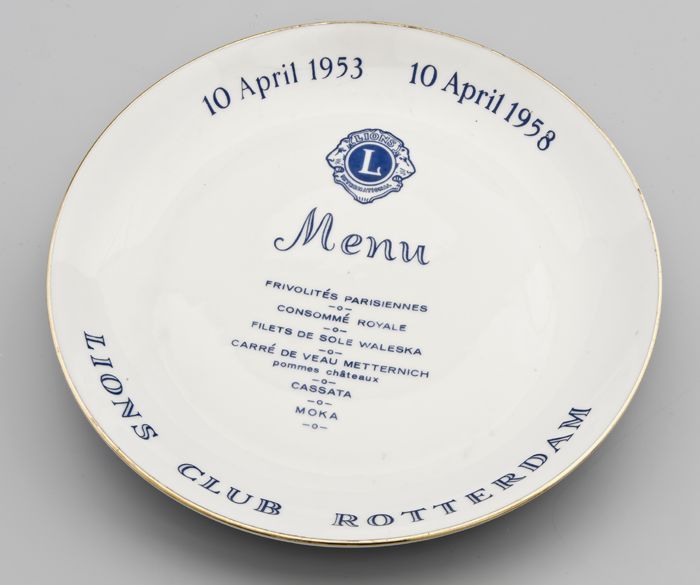 10 April 1953 10 April 1958
LIONS
L
INTERNATIONAL
Menu
FRIVOLITÉS PARISIENNES
—o—
CONSOMMÉ ROYALE
—o—
FILETS DE SOLE WALESKA
—o—
CARRÉ DE VEAU METTERNICH
pommes châteaux
—o—
CASSATA
—o—
MOKA
—o—
LIONS CLUB ROTTERDAM